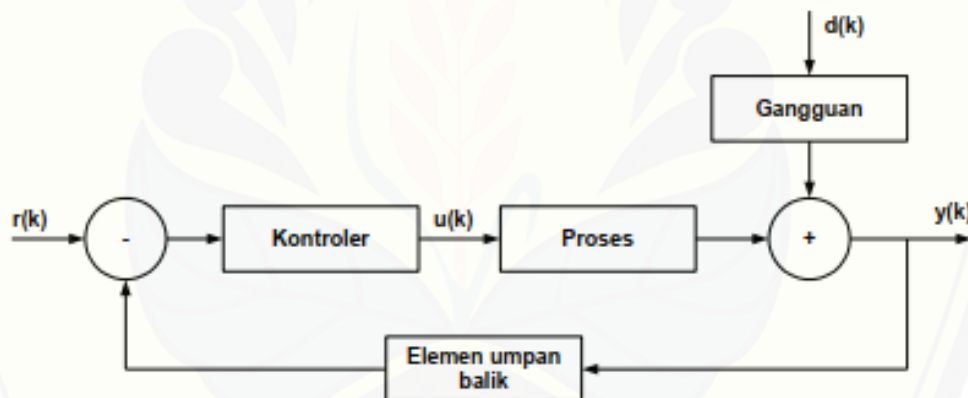 d(k)
Gangguan
r(k)
-
Kontroler
u(k)
Proses
+
y(k)
Elemen umpan
balik